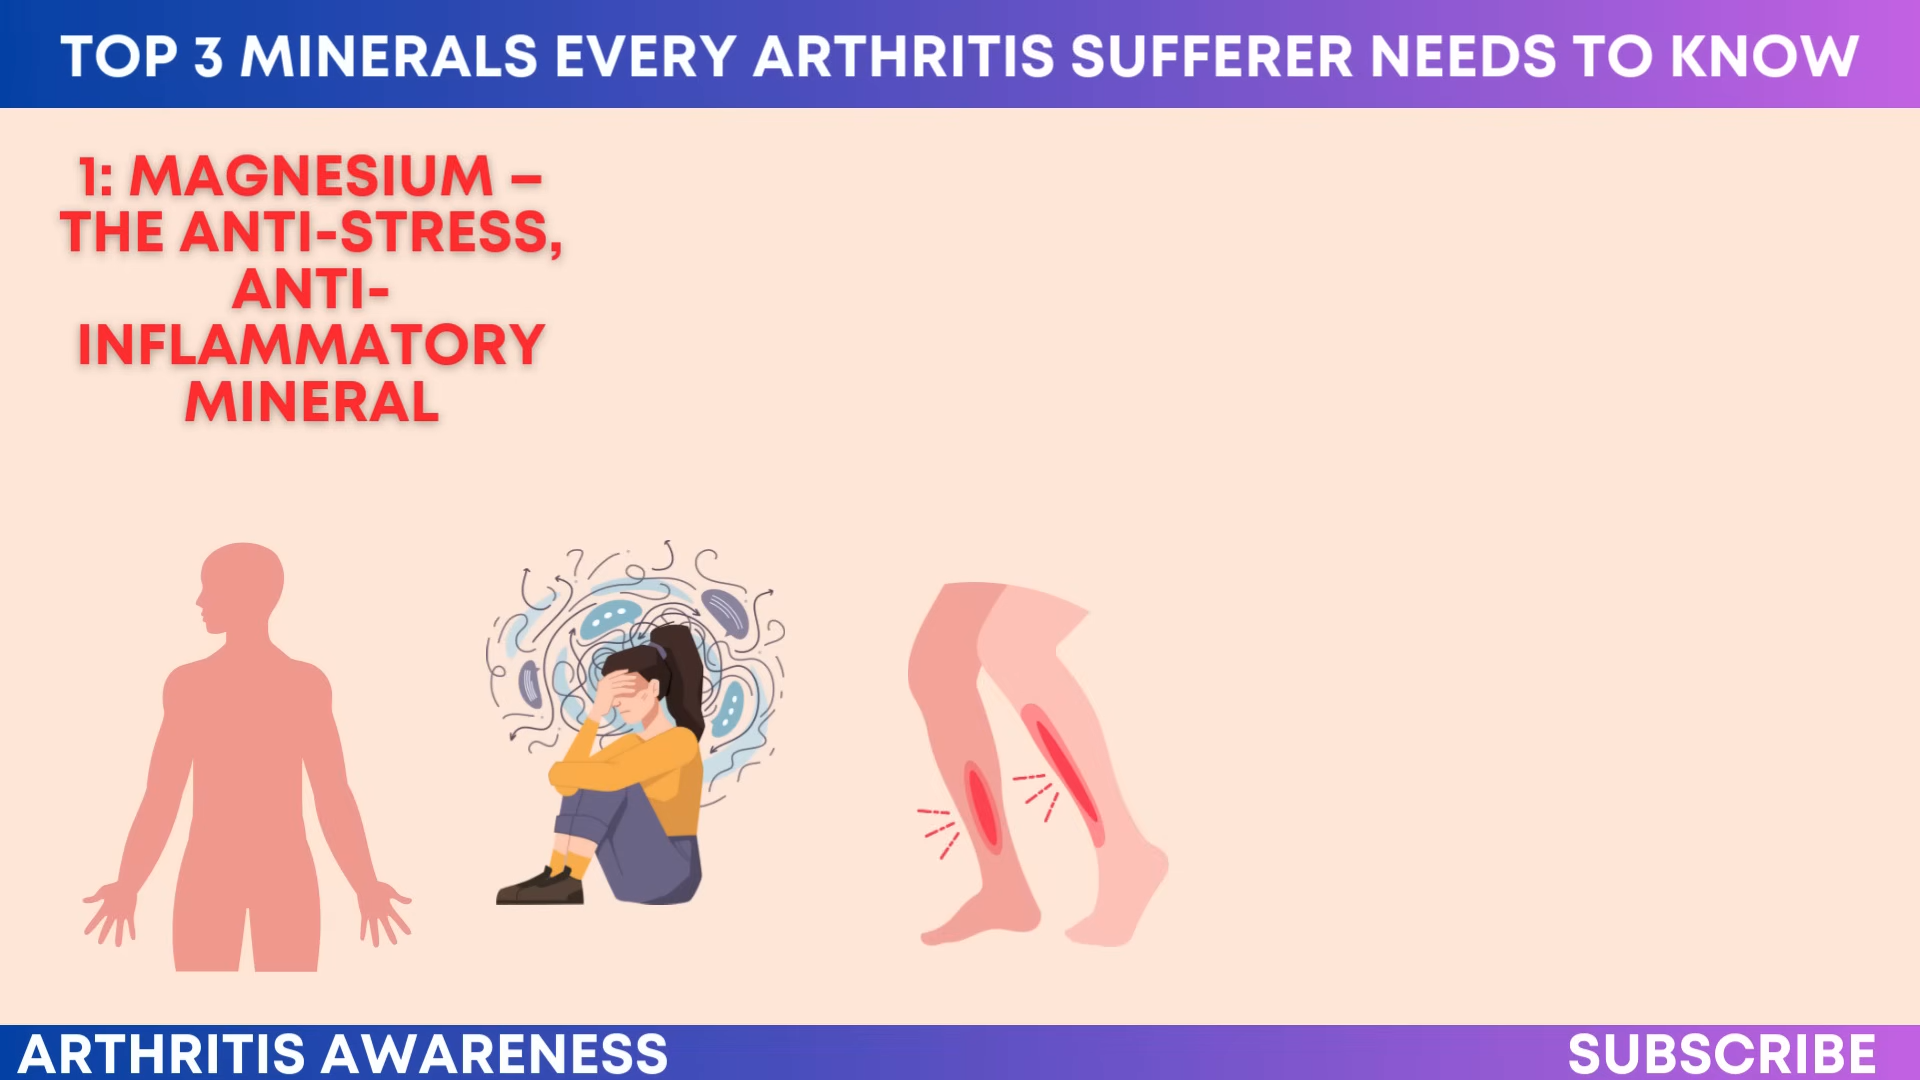 TOP 3 MINERALS EVERY ARTHRITIS SUFFERER NEEDS TO KNOW
1: MAGNESIUM –
THE ANTI-STRESS,
ANTI-
INFLAMMATORY
MINERAL
ARTHRITIS AWARENESS
SUBSCRIBE